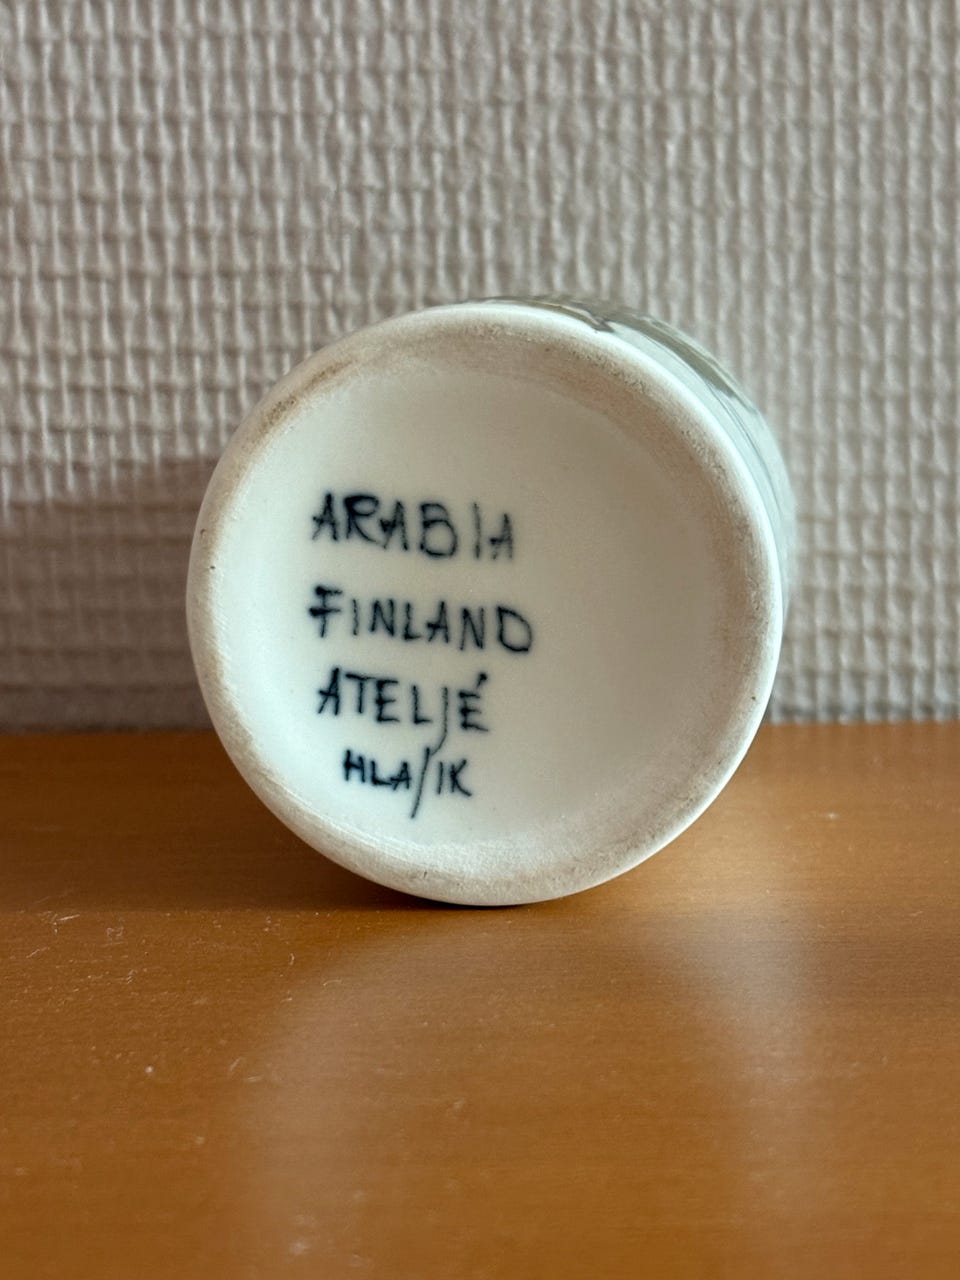 ARABIA
FINLAND
ATELJÉ
HLA/IK